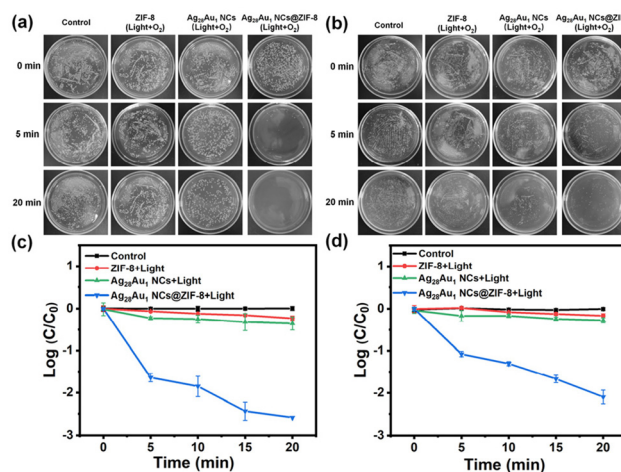 (a)
Control
ZIF-8
(Light+O₂)
Ag₂₈Au₁ NCs
(Light+O₂)
Ag₂₈Au₁ NCs@ZIF-8
(Light+O₂)
0 min
5 min
20 min
(b)
Control
ZIF-8
(Light+O₂)
Ag₂₈Au₁ NCs
(Light+O₂)
Ag₂₈Au₁ NCs@ZIF-8
(Light+O₂)
0 min
5 min
20 min
(c)
Control
ZIF-8+Light
Ag₂₈Au₁ NCs+Light
Ag₂₈Au₁ NCs@ZIF-8+Light
Log (C/C₀)
1
0
-1
-2
-3
0 5 10 15 20
Time (min)
(d)
Control
ZIF-8+Light
Ag₂₈Au₁ NCs+Light
Ag₂₈Au₁ NCs@ZIF-8+Light
Log (C/C₀)
1
0
-1
-2
-3
0 5 10 15 20
Time (min)